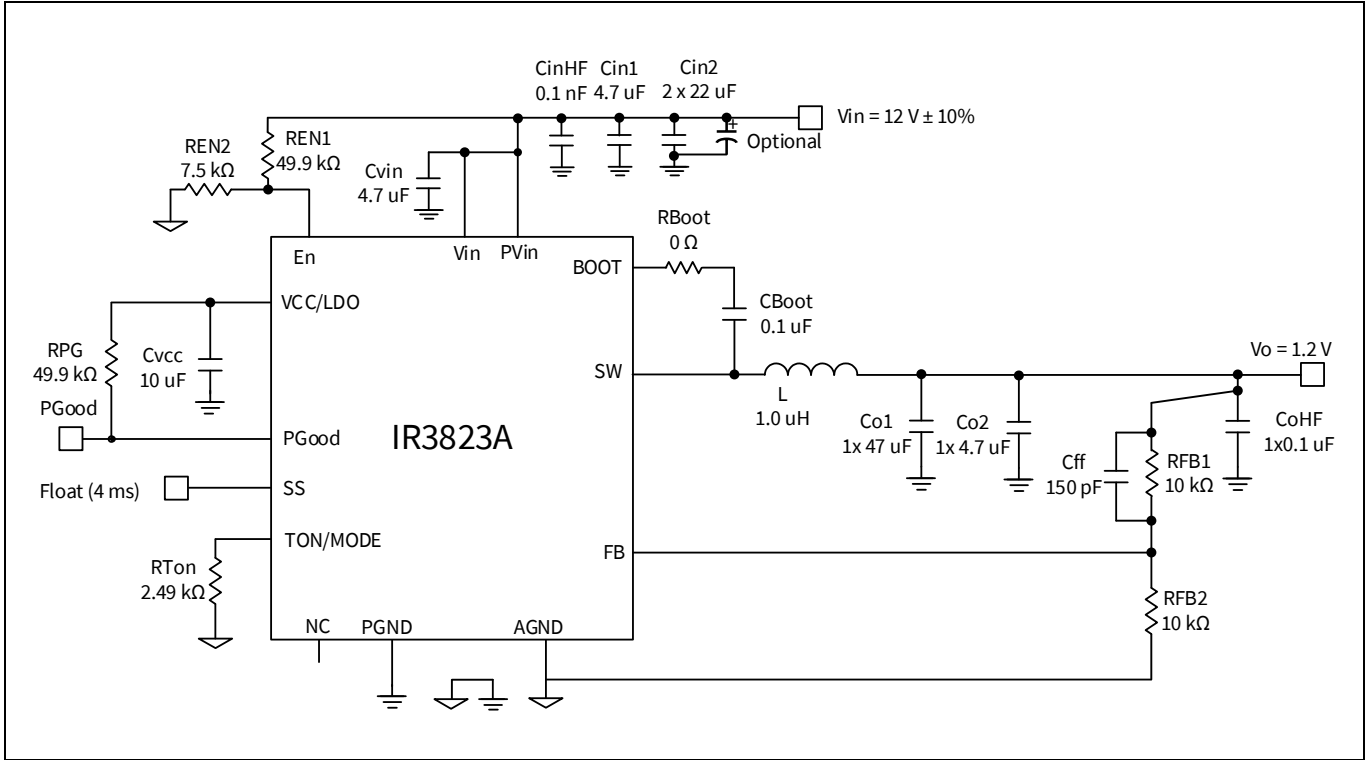 CinHF
0.1 nF
Cin1
4.7 uF
Cin2
2 x 22 uF
Vin = 12 V ± 10%
Optional
REN2
7.5 kΩ
REN1
49.9 kΩ
Cvin
4.7 uF
RBoot
0 Ω
En
Vin
PVin
BOOT
VCC/LDO
CBoot
0.1 uF
RPG
49.9 kΩ
Cvcc
10 uF
SW
Vo = 1.2 V
L
1.0 uH
PGood
PGood
IR3823A
Co1
1x 47 uF
Co2
1x 4.7 uF
Cff
150 pF
RFB1
10 kΩ
CoHF
1x0.1 uF
Float (4 ms)
SS
TON/MODE
FB
RTon
2.49 kΩ
RFB2
10 kΩ
NC
PGND
AGND